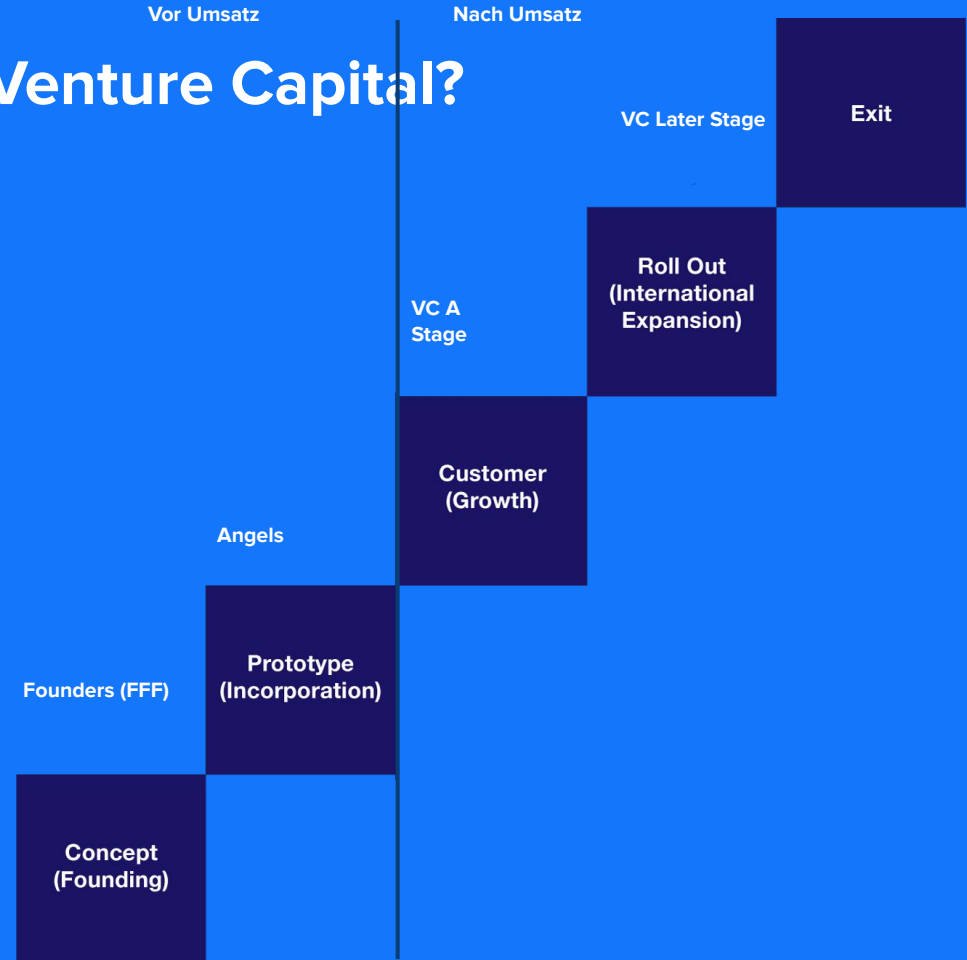 Vor Umsatz
Nach Umsatz
Venture Capital?
VC Later Stage
Exit
Roll Out
(International
Expansion)
VC A
Stage
Customer
(Growth)
Angels
Prototype
(Incorporation)
Founders (FFF)
Concept
(Founding)